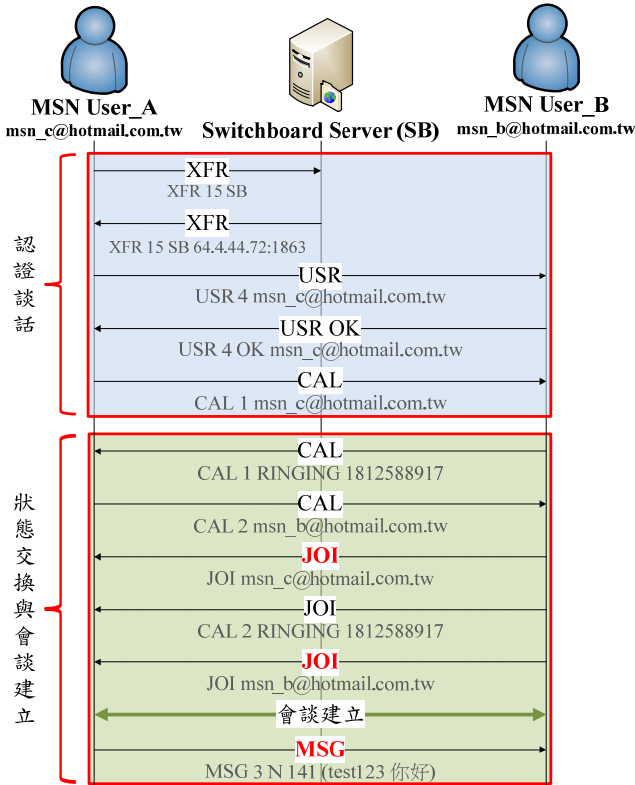 MSN User_A
msn_c@hotmail.com.tw
Switchboard Server (SB)
MSN User_B
msn_b@hotmail.com.tw
認證談話
XFR
XFR 15 SB
XFR
XFR 15 SB 64.4.44.72:1863
USR
USR 4 msn_c@hotmail.com.tw
USR OK
USR 4 OK msn_c@hotmail.com.tw
CAL
CAL 1 msn_c@hotmail.com.tw
狀態交換與會談建立
CAL
CAL 1 RINGING 1812588917
CAL
CAL 2 msn_b@hotmail.com.tw
JOI
JOI msn_c@hotmail.com.tw
JOI
CAL 2 RINGING 1812588917
JOI
JOI msn_b@hotmail.com.tw
會談建立
MSG
MSG 3 N 141 (test123 你好)